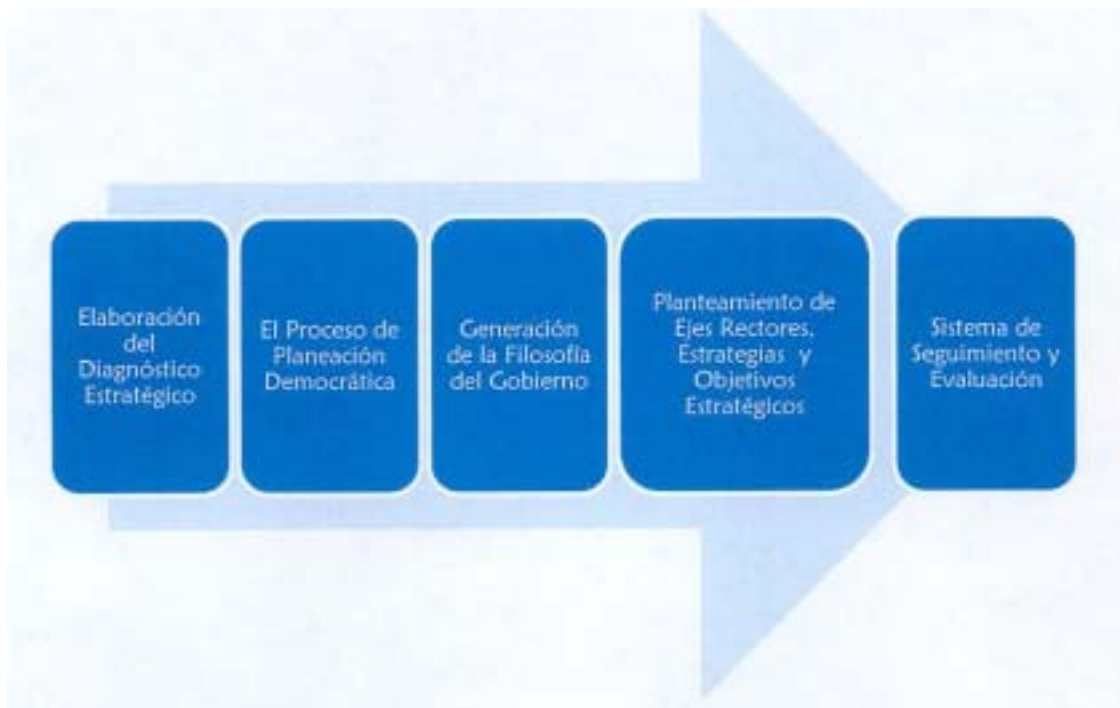 Elaboración
del
Diagnóstico
Estratégico
El Proceso de
Planeación
Democrática
Generación
de la Filosofía
del Gobierno
Planteamiento de
Ejes Rectores,
Estrategias y
Objetivos
Estratégicos
Sistema de
Seguimiento y
Evaluación